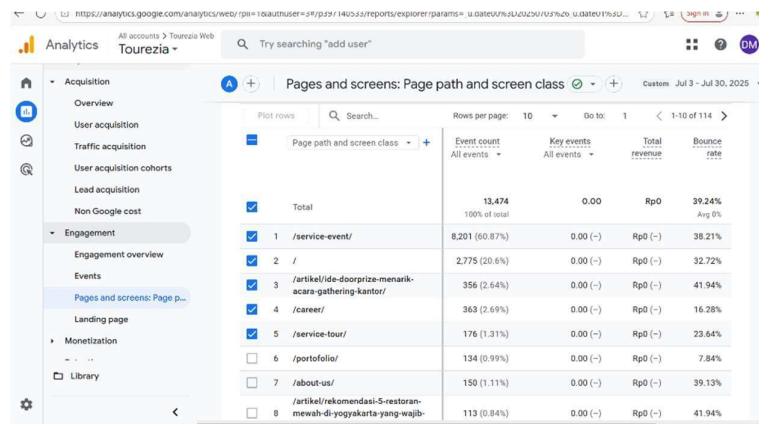 https://analytics.google.com/analytics/web/?pli=1&authuser=3#/p397140533/reports/explorer?params=_u.date00%3D20250703%26_u.date01%3D...
Sign in
Analytics
All accounts > Tourezia Web
Tourezia
Try searching "add user"
DM
Acquisition
Overview
User acquisition
Traffic acquisition
User acquisition cohorts
Lead acquisition
Non Google cost
Engagement
Engagement overview
Events
Pages and screens: Page p...
Landing page
Monetization
Library
A
Pages and screens: Page path and screen class
Custom Jul 3 - Jul 30, 2025
Plot rows
Search...
Rows per page: 10
Go to: 1
1-10 of 114
Page path and screen class
Event count
All events
Key events
All events
Total
revenue
Bounce
rate
Total
13,474
100% of total
0.00
Rp0
39.24%
Avg 0%
1 /service-event/ 8,201 (60.87%) 0.00 (–) Rp0 (–) 38.21%
2 / 2,775 (20.6%) 0.00 (–) Rp0 (–) 32.72%
3 /artikel/ide-doorprize-menarik-
acara-gathering-kantor/ 356 (2.64%) 0.00 (–) Rp0 (–) 41.94%
4 /career/ 363 (2.69%) 0.00 (–) Rp0 (–) 16.28%
5 /service-tour/ 176 (1.31%) 0.00 (–) Rp0 (–) 23.64%
6 /portofolio/ 134 (0.99%) 0.00 (–) Rp0 (–) 7.84%
7 /about-us/ 150 (1.11%) 0.00 (–) Rp0 (–) 39.13%
8 /artikel/rekomendasi-5-restoran-
mewah-di-yogyakarta-yang-wajib- 113 (0.84%) 0.00 (–) Rp0 (–) 41.94%